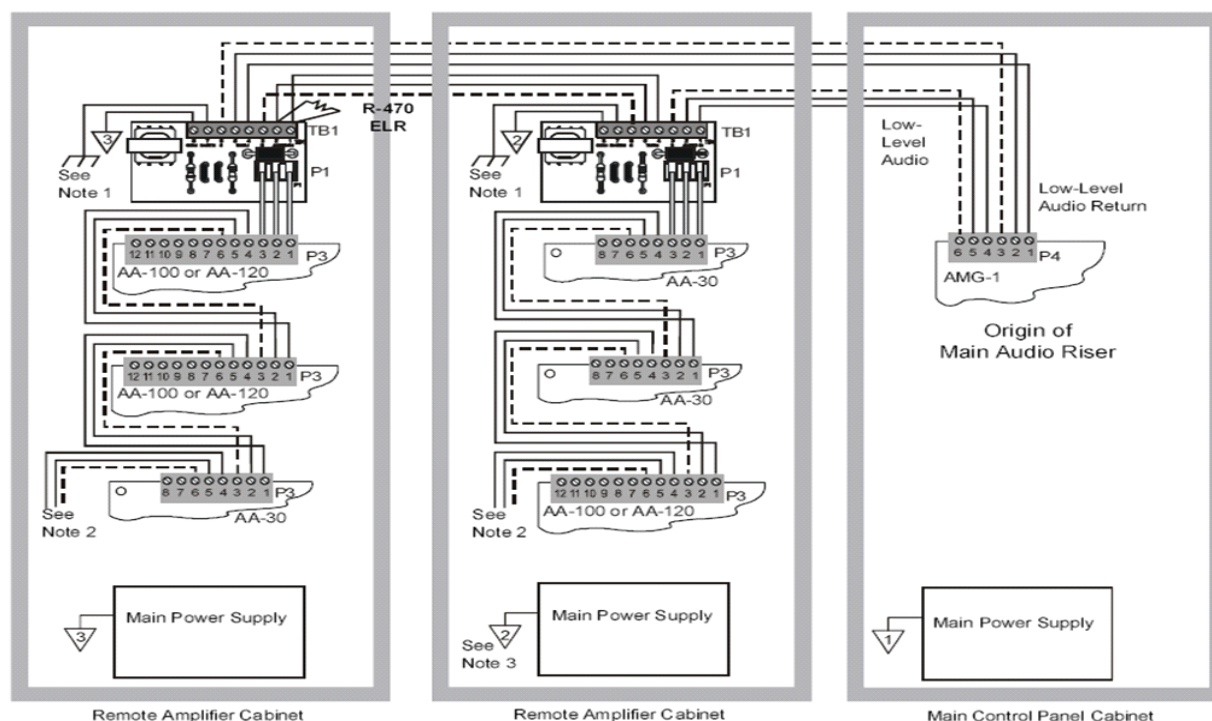 R-470
ELR
3
TB1
See
Note 1
P1
12 11 10 9 8 7 6 5 4 3 2 1
P3
AA-100 or AA-120
12 11 10 9 8 7 6 5 4 3 2 1
P3
AA-100 or AA-120
8 7 6 5 4 3 2 1
P3
AA-30
See
Note 2
Main Power Supply
3
Remote Amplifier Cabinet
2
TB1
See
Note 1
P1
8 7 6 5 4 3 2 1
P3
AA-30
8 7 6 5 4 3 2 1
P3
AA-30
12 11 10 9 8 7 6 5 4 3 2 1
P3
AA-100 or AA-120
See
Note 2
Main Power Supply
2
See
Note 3
Remote Amplifier Cabinet
Low-
Level
Audio
Low-Level
Audio Return
6 5 4 3 2 1
P4
AMG-1
Origin of
Main Audio Riser
Main Power Supply
1
Main Control Panel Cabinet